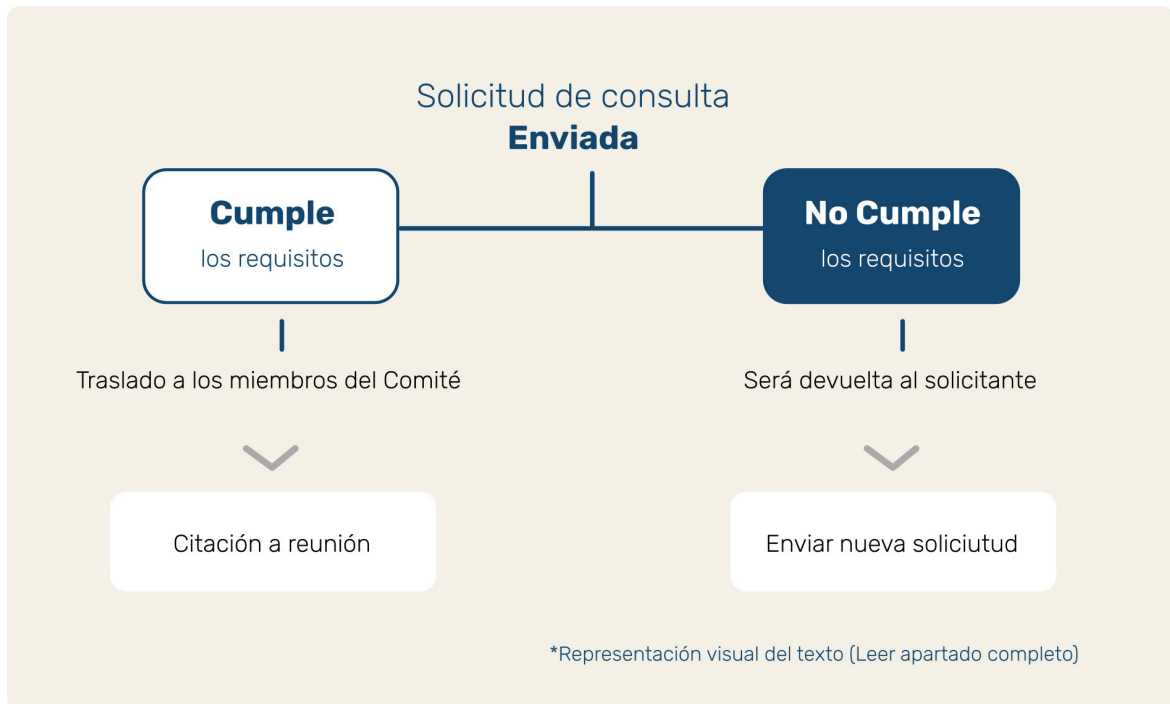 Solicitud de consulta
Enviada
Cumple
los requisitos
No Cumple
los requisitos
Traslado a los miembros del Comité
Será devuelta al solicitante
Citación a reunión
Enviar nueva soliciutud
*Representación visual del texto (Leer apartado completo)